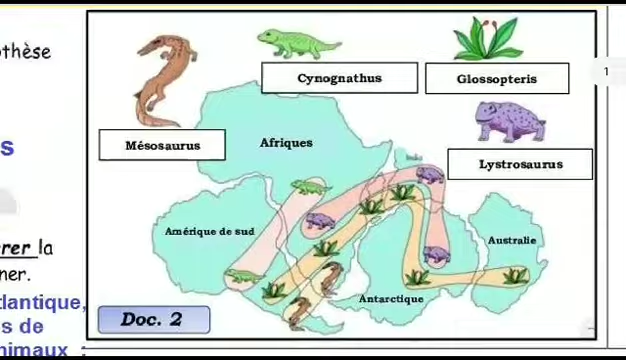 othèse
s
rer la
ner.
tlantique,
s de
nimaux :
Cynognathus
Glossopteris
Mésosaurus
Lystrosaurus
Afriques
Inde
Amérique de sud
Australie
Antarctique
Doc. 2
1